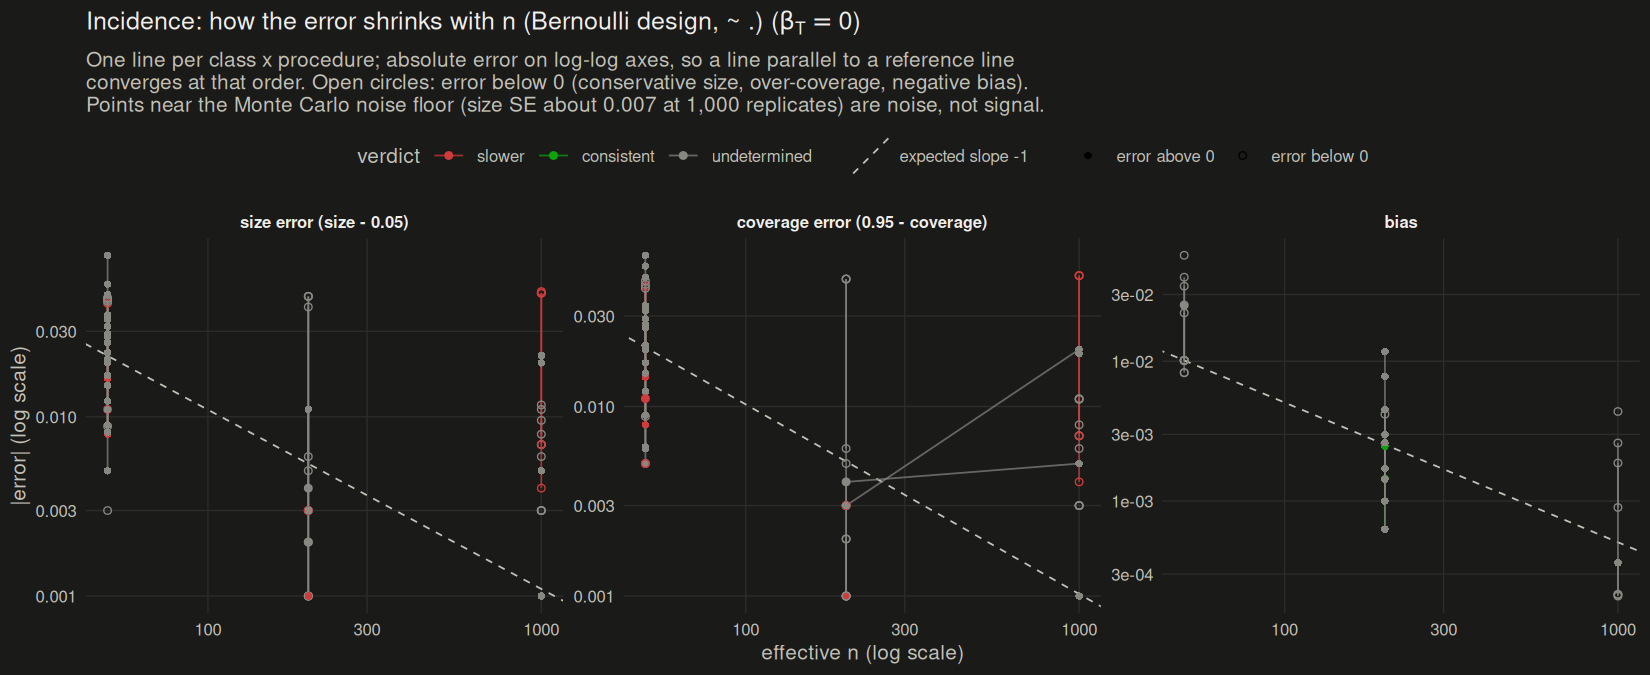 Incidence: how the error shrinks with n (Bernoulli design, ~ .) (βT = 0)
One line per class x procedure; absolute error on log-log axes, so a line parallel to a reference line
converges at that order. Open circles: error below 0 (conservative size, over-coverage, negative bias).
Points near the Monte Carlo noise floor (size SE about 0.007 at 1,000 replicates) are noise, not signal.
verdict slower consistent undetermined expected slope -1 error above 0 error below 0
size error (size - 0.05)
coverage error (0.95 - coverage)
bias
|error| (log scale)
0.030
0.010
0.003
0.001
100 300 1000
0.030
0.010
0.003
0.001
100 300 1000
3e-02
1e-02
3e-03
1e-03
3e-04
100 300 1000
effective n (log scale)